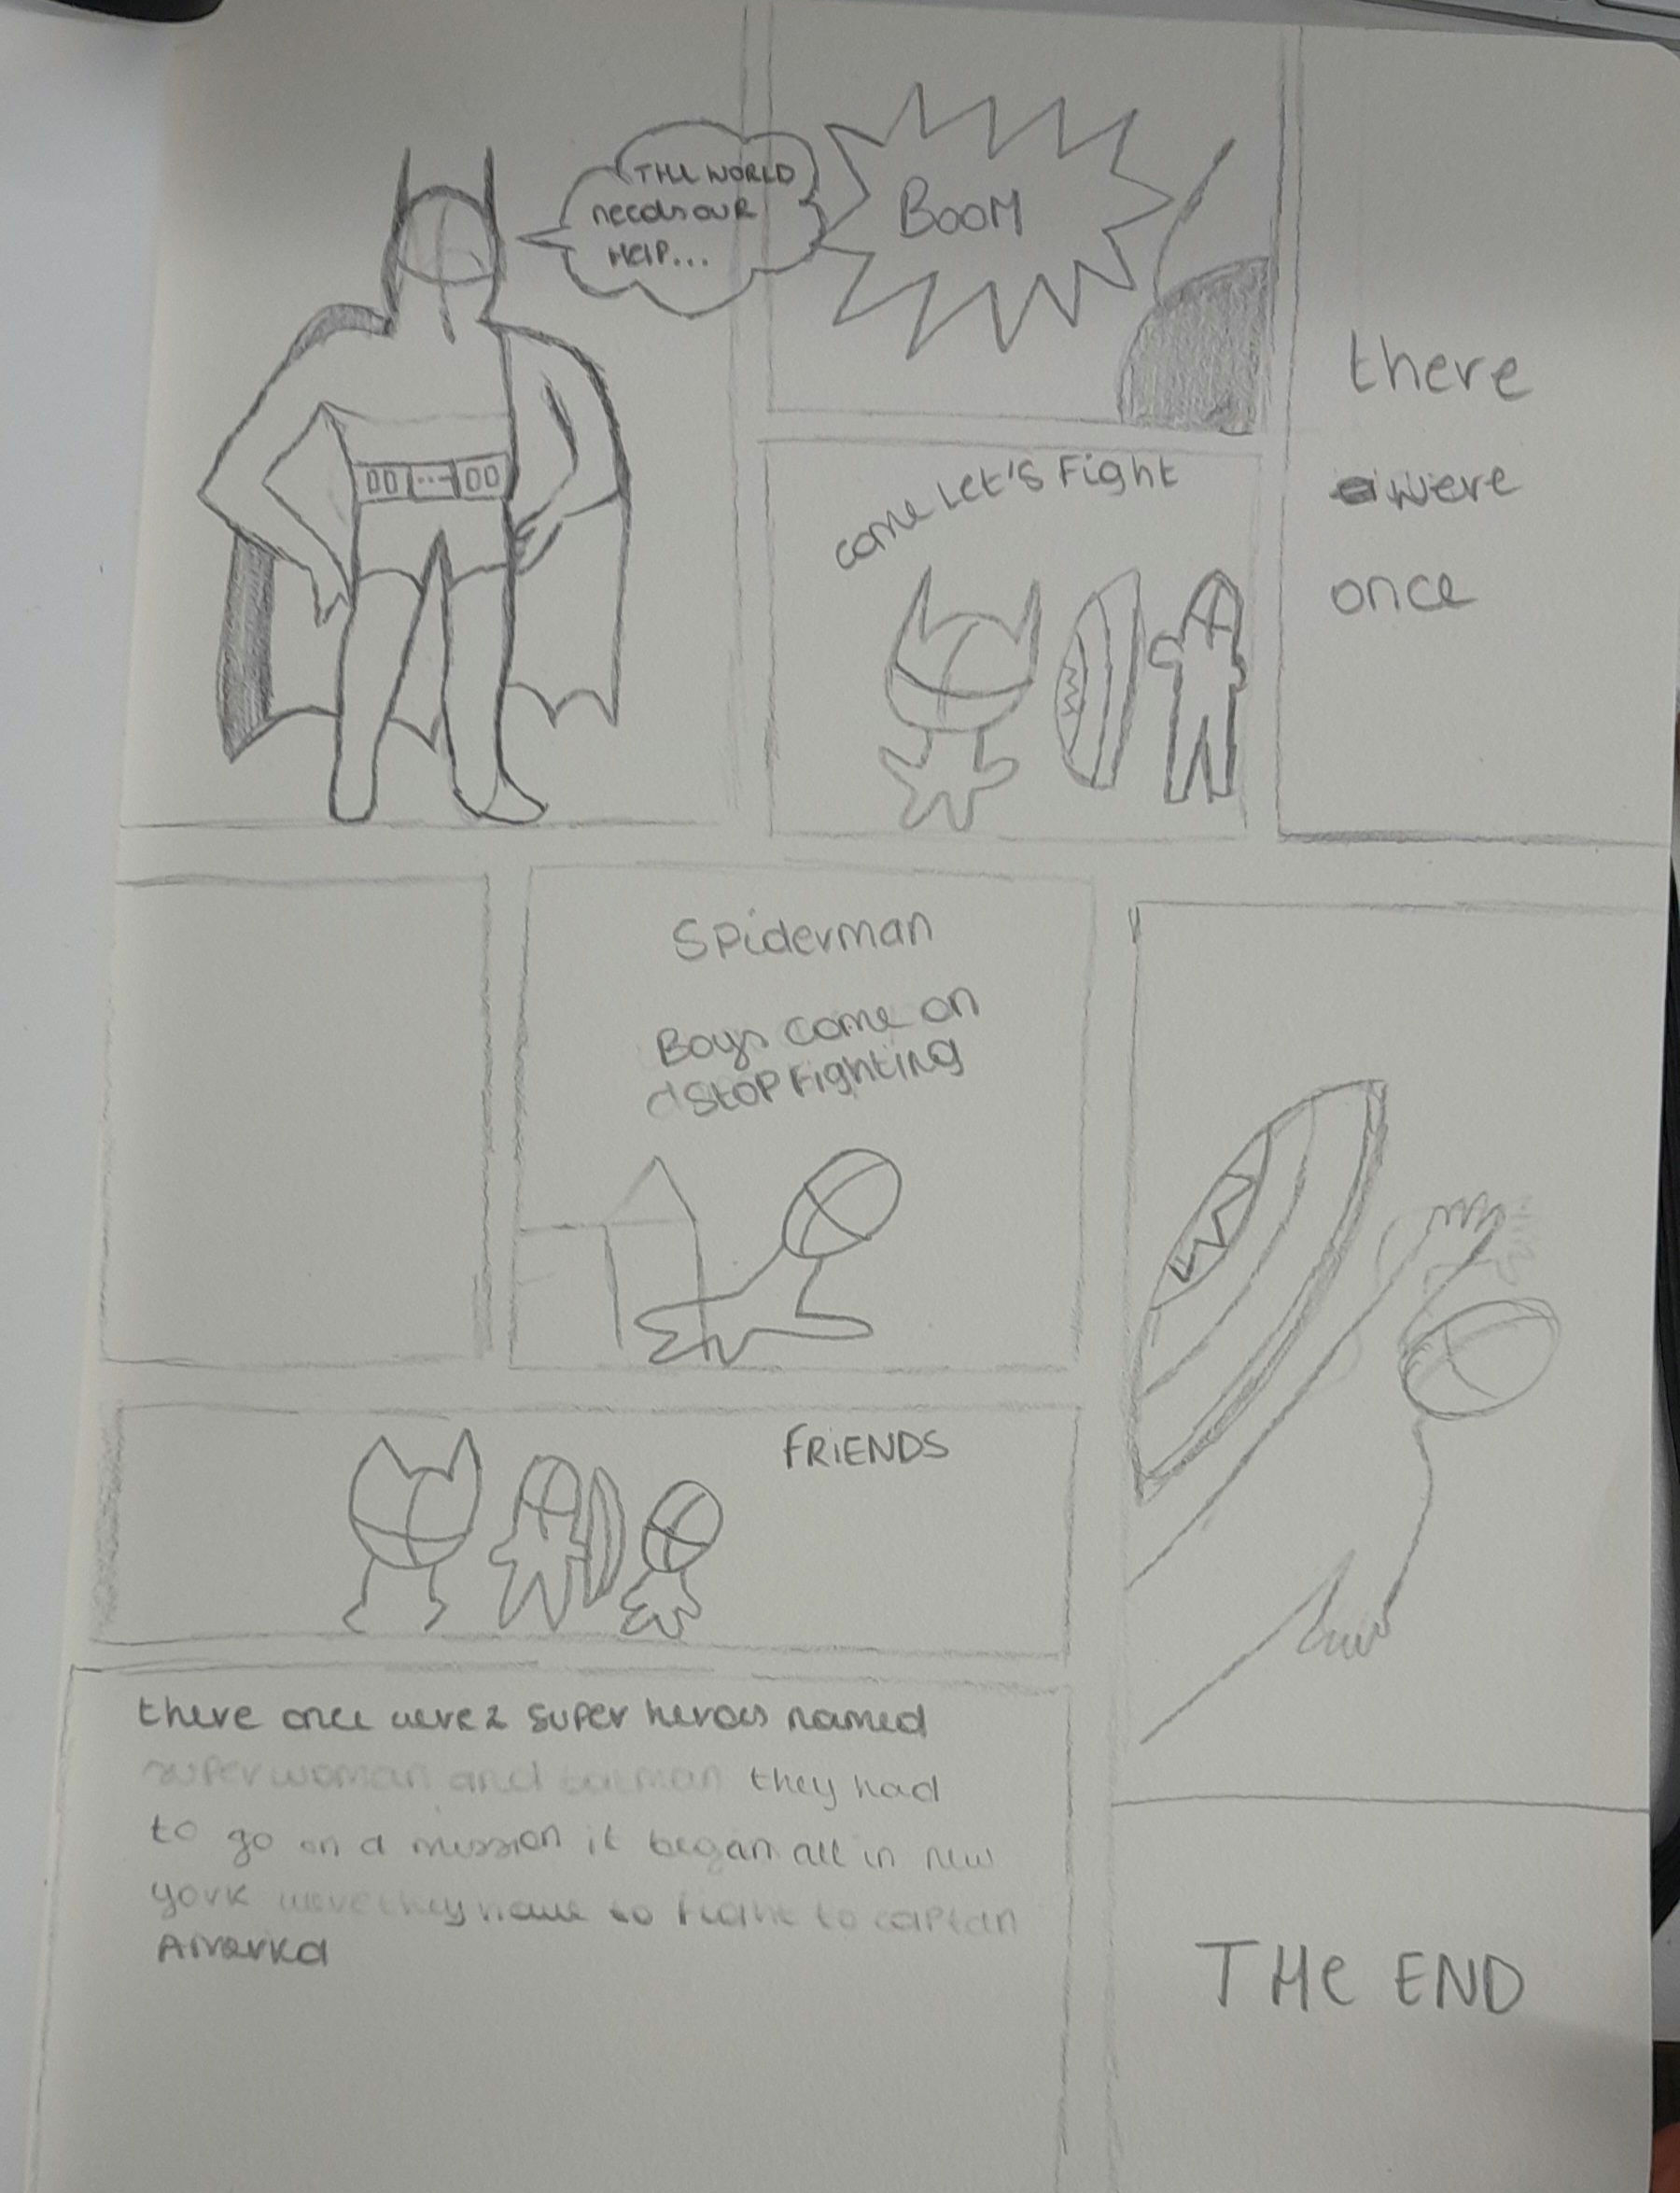 THE WORLD
needs our
HElP...
BOOM
come Let's Fight
there
were
once
Spiderman
Boys come on
stop Fighting
FRiENDS
there once were 2 super heroes named
superwoman and batman they had
to go on a mission it began all in new
york were they have to fight to captan
Amarka
THe END